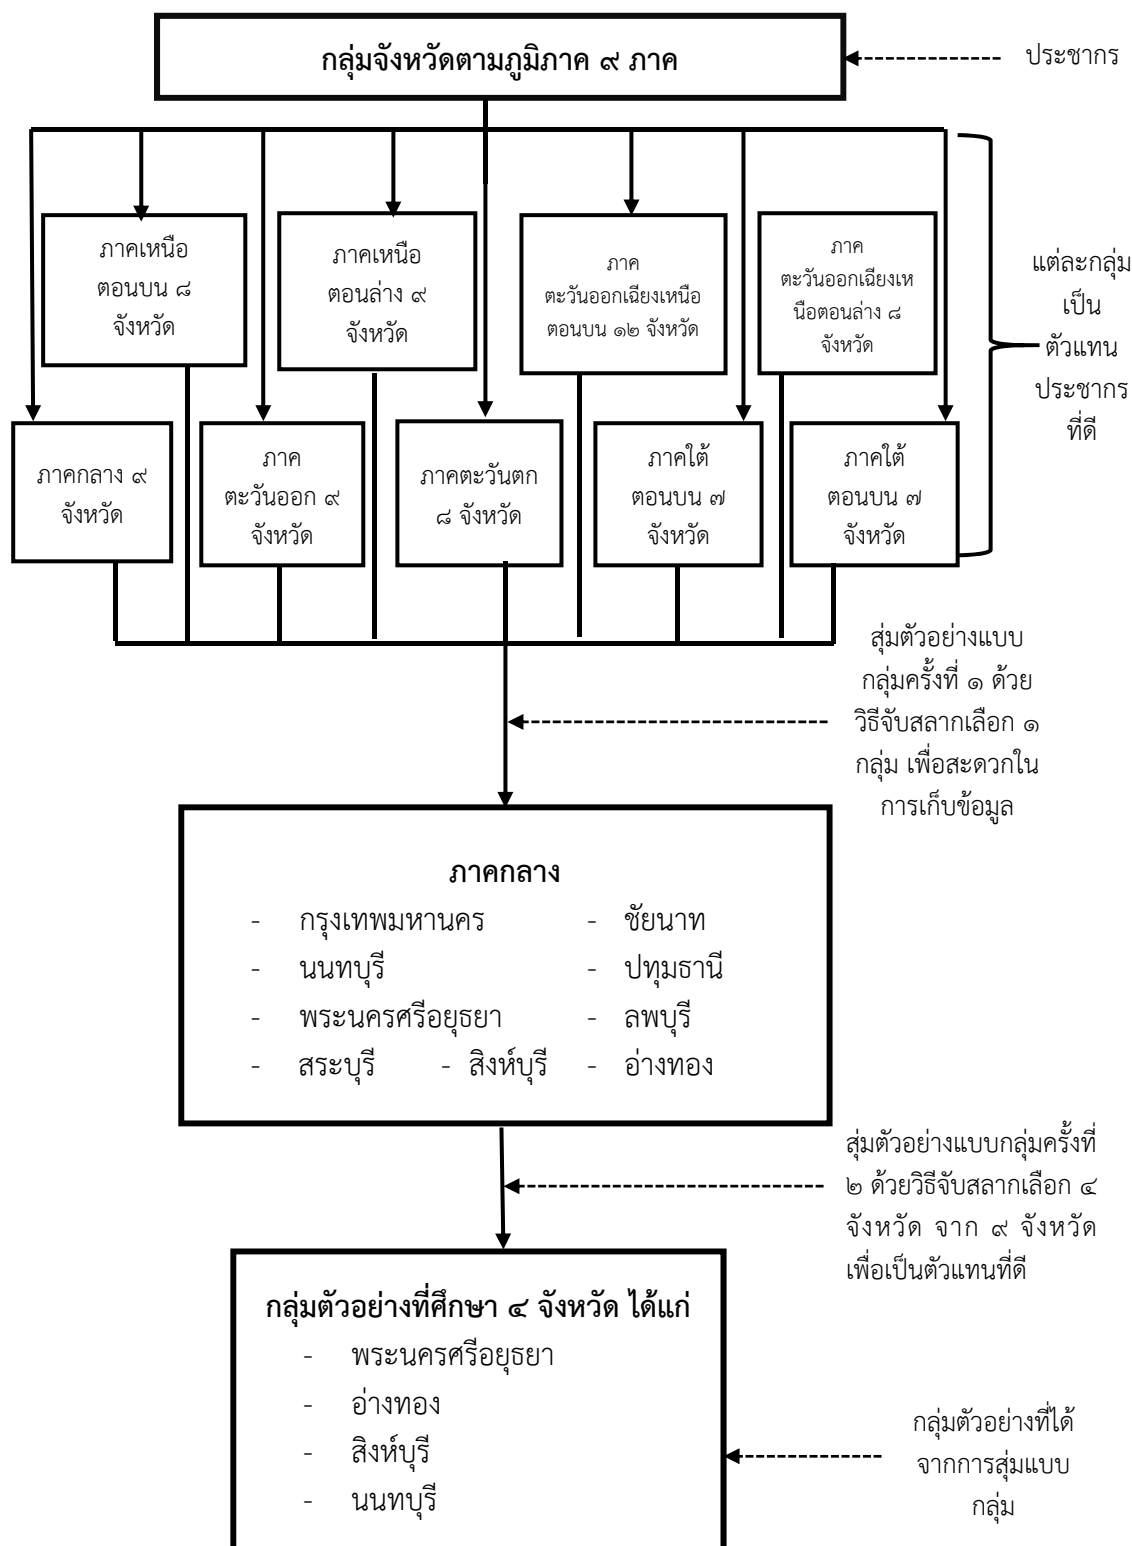 กลุ่มจังหวัดตามภูมิภาค ๙ ภาค
ประชากร
ภาคเหนือ
ตอนบน ๘
จังหวัด
ภาคเหนือ
ตอนล่าง ๙
จังหวัด
ภาค
ตะวันออกเฉียงเหนือ
ตอนบน ๑๒ จังหวัด
ภาค
ตะวันออกเฉียงเห
นือตอนล่าง ๘
จังหวัด
แต่ละกลุ่ม
เป็น
ตัวแทน
ประชากร
ที่ดี
ภาคกลาง ๙
จังหวัด
ภาค
ตะวันออก ๙
จังหวัด
ภาคตะวันตก
๘ จังหวัด
ภาคใต้
ตอนบน ๗
จังหวัด
ภาคใต้
ตอนบน ๗
จังหวัด
สุ่มตัวอย่างแบบ
กลุ่มครั้งที่ ๑ ด้วย
วิธีจับสลากเลือก ๑
กลุ่ม เพื่อสะดวกใน
การเก็บข้อมูล
ภาคกลาง
- กรุงเทพมหานคร - ชัยนาท
- นนทบุรี - ปทุมธานี
- พระนครศรีอยุธยา - ลพบุรี
- สระบุรี - สิงห์บุรี - อ่างทอง
สุ่มตัวอย่างแบบกลุ่มครั้งที่
๒ ด้วยวิธีจับสลากเลือก ๔
จังหวัด จาก ๙ จังหวัด
เพื่อเป็นตัวแทนที่ดี
กลุ่มตัวอย่างที่ศึกษา ๔ จังหวัด ได้แก่
- พระนครศรีอยุธยา
- อ่างทอง
- สิงห์บุรี
- นนทบุรี
กลุ่มตัวอย่างที่ได้
จากการสุ่มแบบ
กลุ่ม